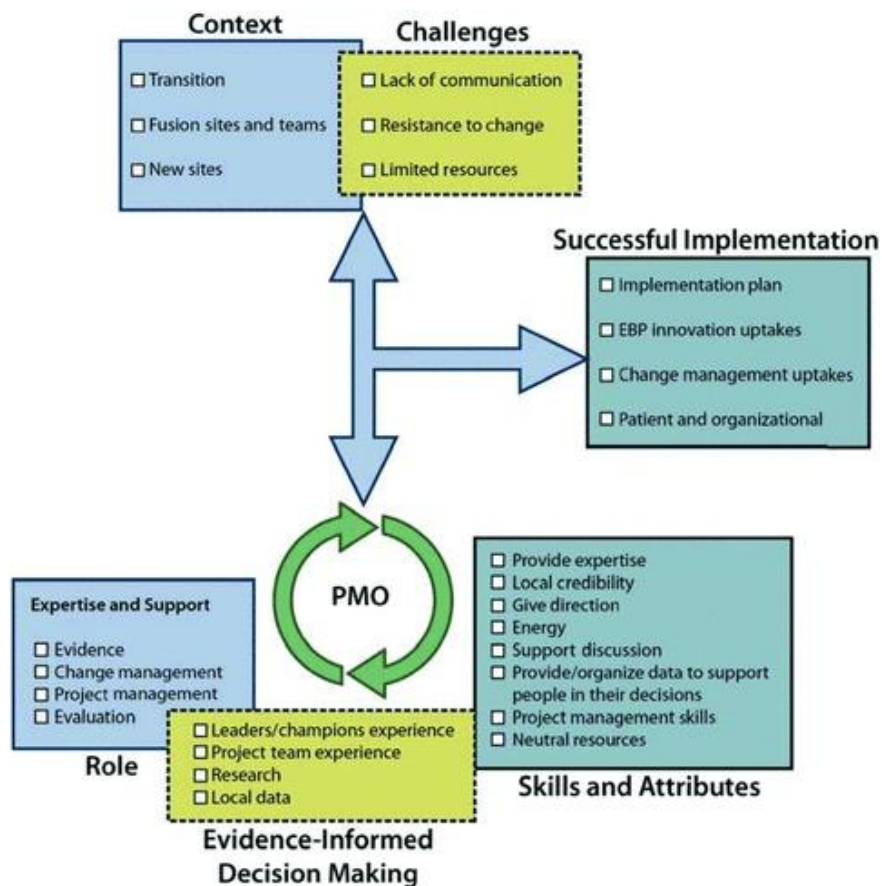 Context
Transition
Fusion sites and teams
New sites
Challenges
Lack of communication
Resistance to change
Limited resources
Successful Implementation
Implementation plan
EBP innovation uptakes
Change management uptakes
Patient and organizational
PMO
Expertise and Support
Evidence
Change management
Project management
Evaluation
Role
Leaders/champions experience
Project team experience
Research
Local data
Evidence-Informed
Decision Making
Provide expertise
Local credibility
Give direction
Energy
Support discussion
Provide/organize data to support
people in their decisions
Project management skills
Neutral resources
Skills and Attributes